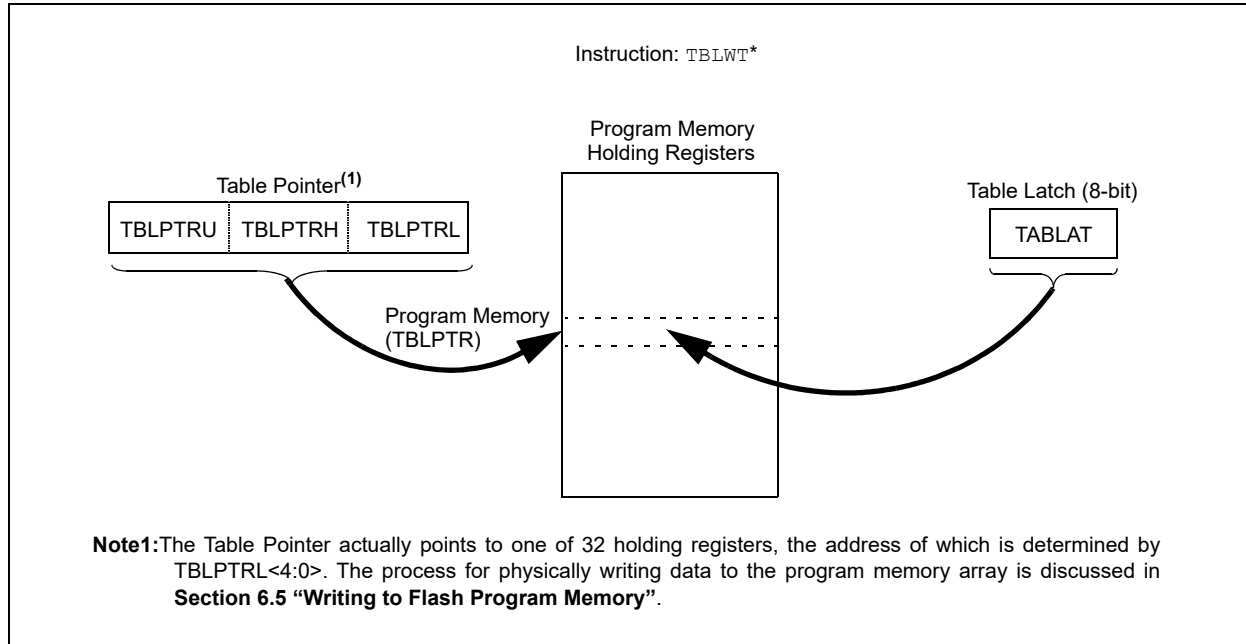 Instruction: TBLWT*
Program Memory
Holding Registers
Table Pointer(1)
Table Latch (8-bit)
TBLPTRU TBLPTRH TBLPTRL
TABLAT
Program Memory
(TBLPTR)
Note1:The Table Pointer actually points to one of 32 holding registers, the address of which is determined by
TBLPTRL<4:0>. The process for physically writing data to the program memory array is discussed in
Section 6.5 “Writing to Flash Program Memory”.